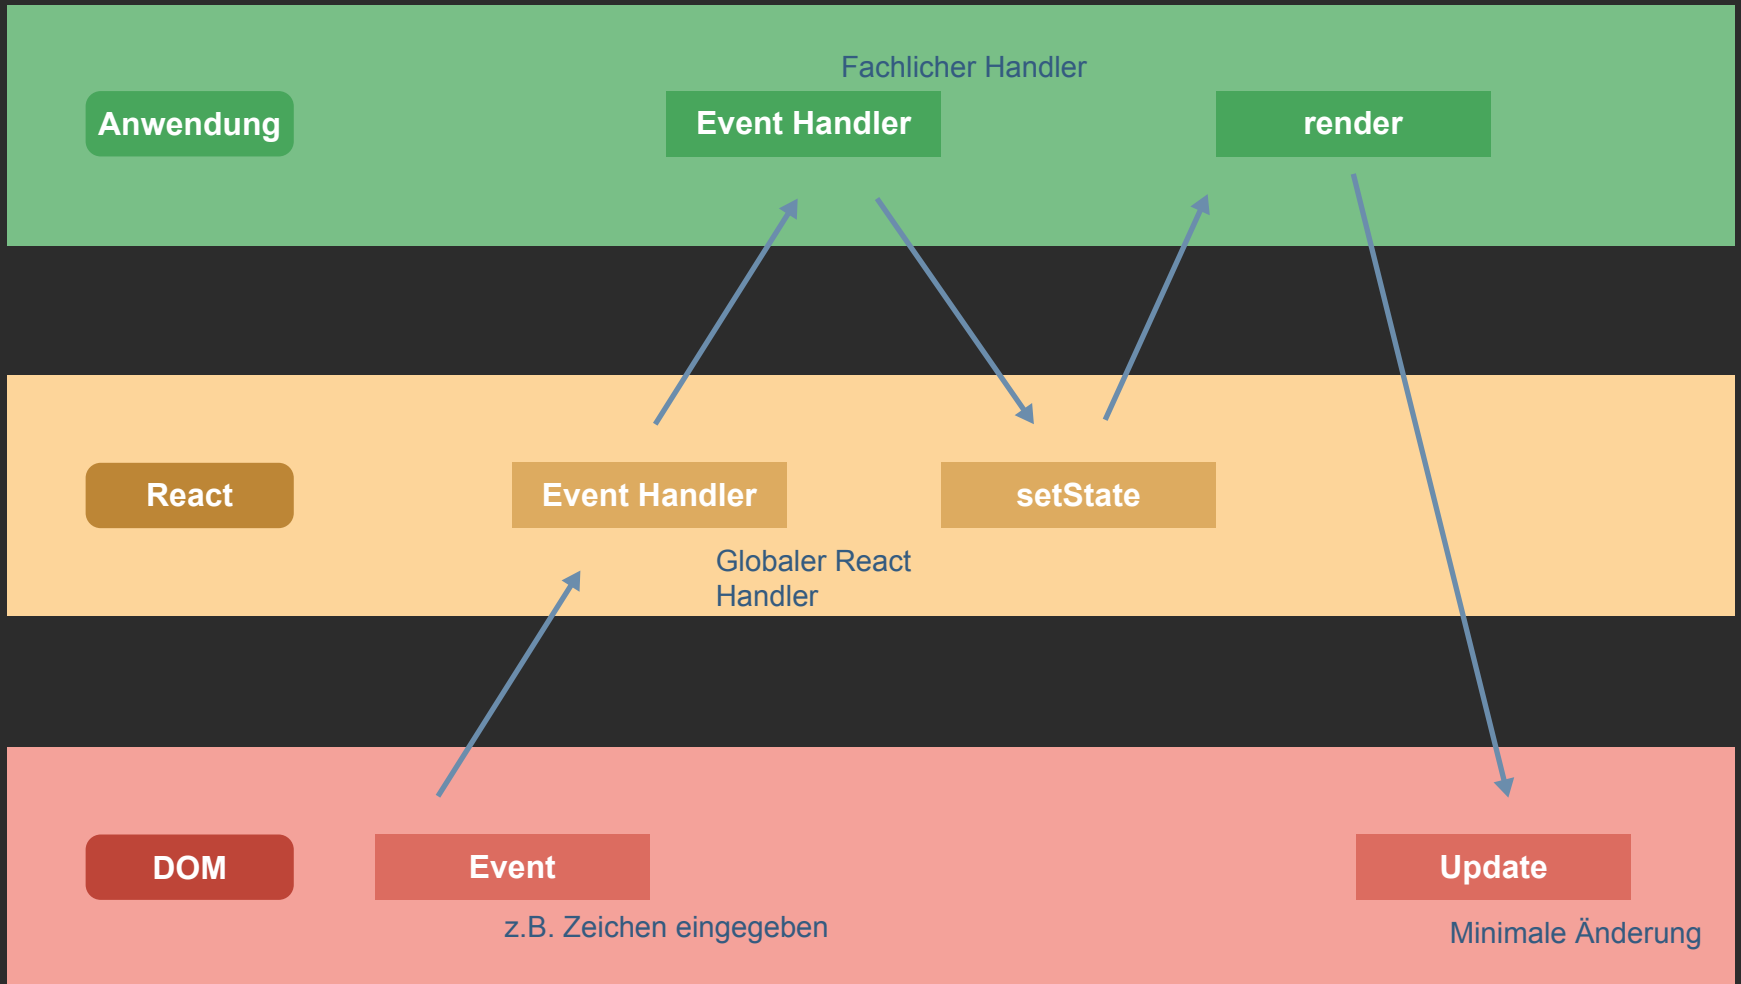 Fachlicher Handler
Anwendung
Event Handler
render
React
Event Handler
setState
Globaler React
Handler
DOM
Event
Update
z.B. Zeichen eingegeben
Minimale Änderung